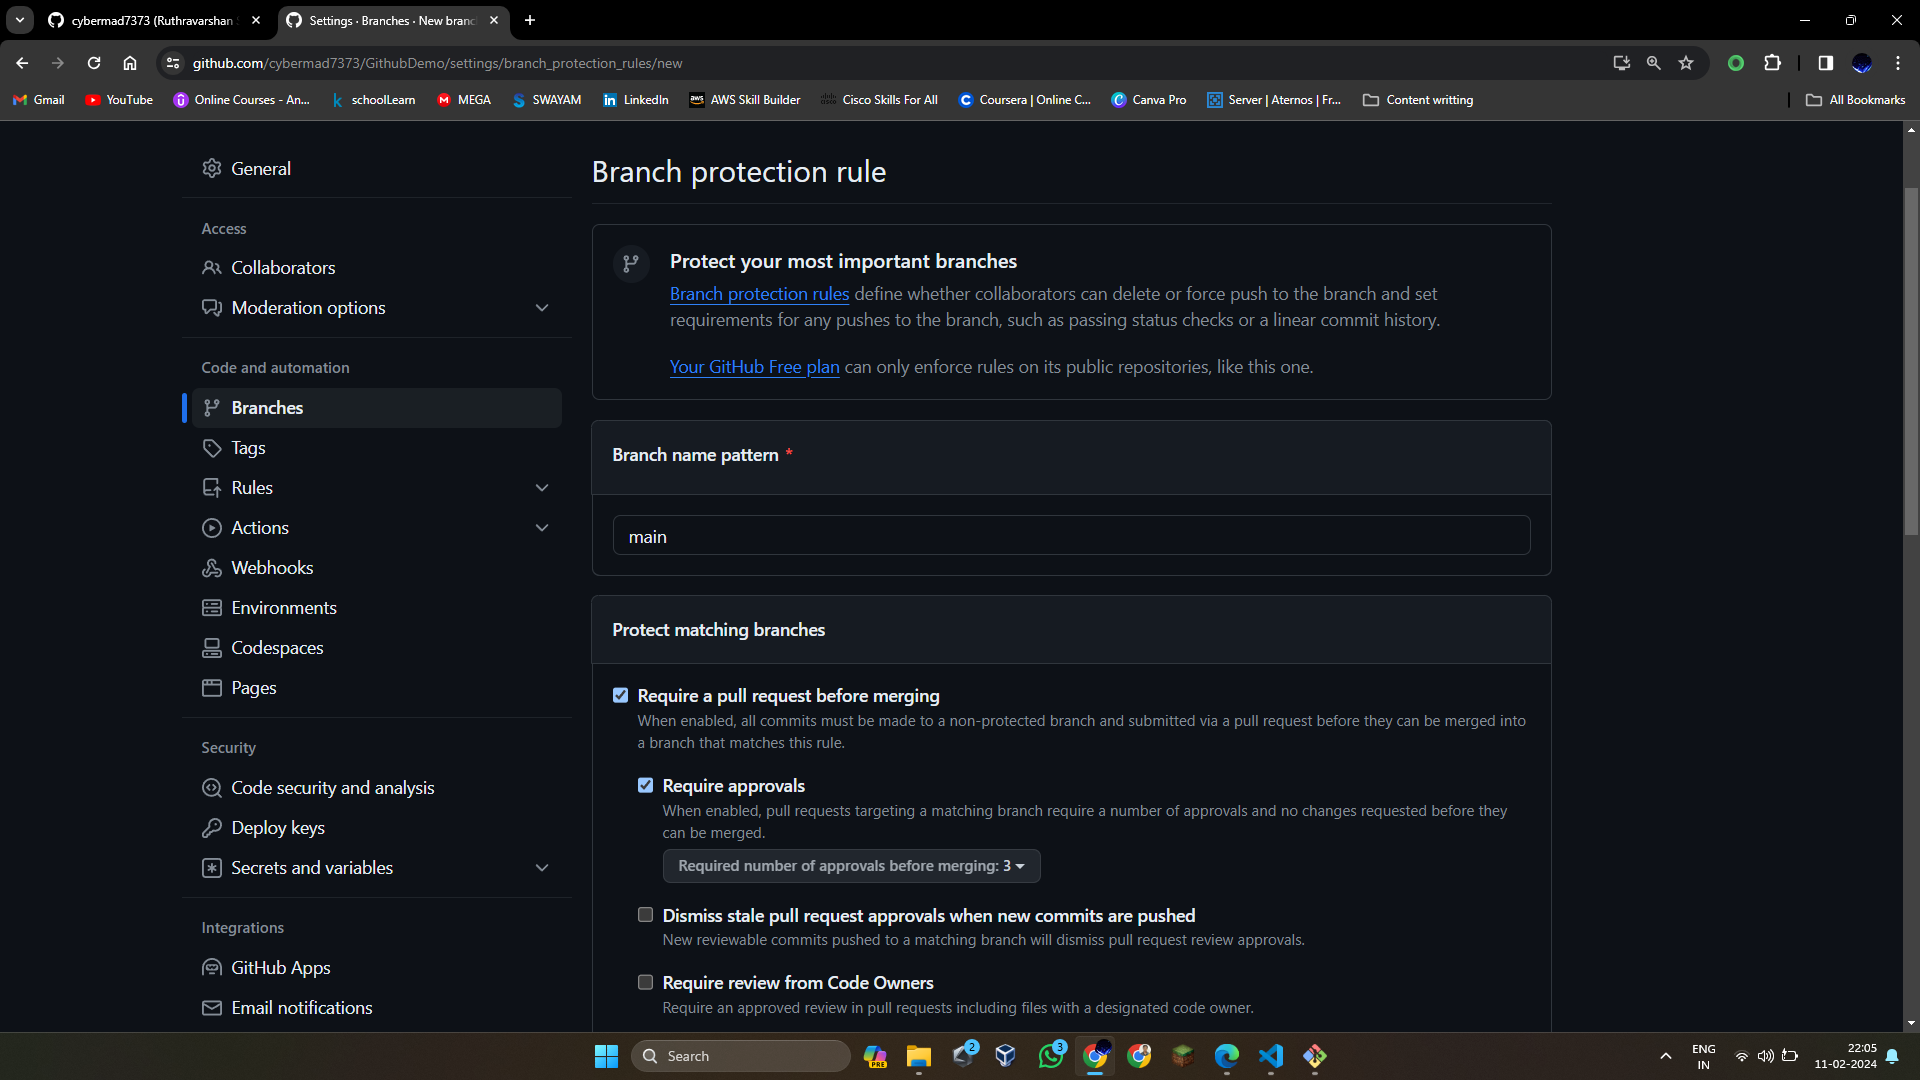 cybermad7373 (Ruthravarshan
Settings · Branches · New branc
github.com/cybermad7373/GithubDemo/settings/branch_protection_rules/new
Gmail
YouTube
Online Courses - An...
schoolLearn
MEGA
SWAYAM
LinkedIn
AWS Skill Builder
Cisco Skills For All
Coursera | Online C...
Canva Pro
Server | Aternos | Fr...
Content writting
All Bookmarks
General
Access
Collaborators
Moderation options
Code and automation
Branches
Tags
Rules
Actions
Webhooks
Environments
Codespaces
Pages
Security
Code security and analysis
Deploy keys
Secrets and variables
Integrations
GitHub Apps
Email notifications
Branch protection rule
Protect your most important branches
Branch protection rules define whether collaborators can delete or force push to the branch and set
requirements for any pushes to the branch, such as passing status checks or a linear commit history.
Your GitHub Free plan can only enforce rules on its public repositories, like this one.
Branch name pattern *
main
Protect matching branches
Require a pull request before merging
When enabled, all commits must be made to a non-protected branch and submitted via a pull request before they can be merged into
a branch that matches this rule.
Require approvals
When enabled, pull requests targeting a matching branch require a number of approvals and no changes requested before they
can be merged.
Required number of approvals before merging: 3
Dismiss stale pull request approvals when new commits are pushed
New reviewable commits pushed to a matching branch will dismiss pull request review approvals.
Require review from Code Owners
Require an approved review in pull requests including files with a designated code owner.
Search
PRE
2
3
ENG
IN
22:05
11-02-2024